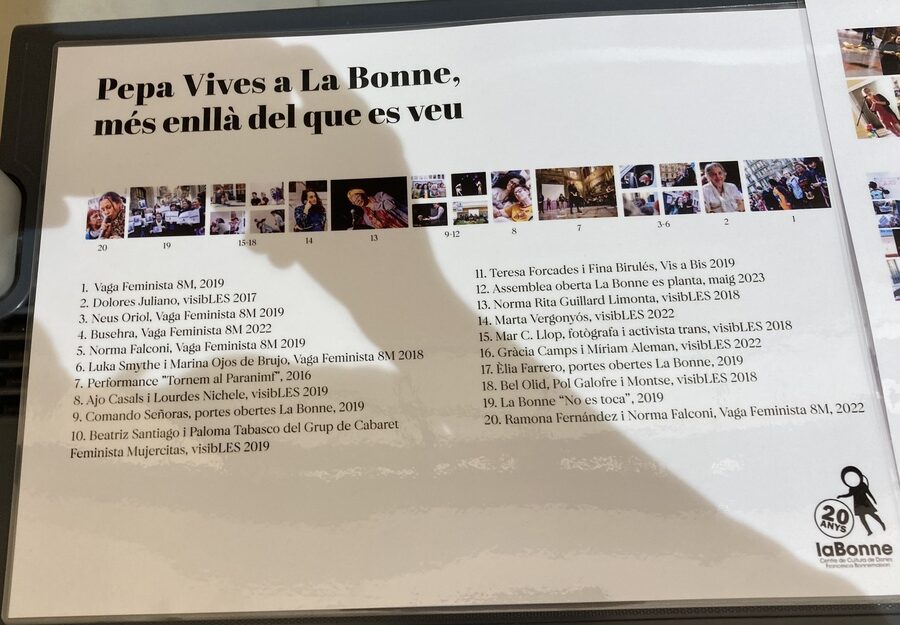 Pepa Vives a La Bonne,
més enllà del que es veu
20 19 15-18 14 13 9-12 8 7 3-6 2 1
1. Vaga Feminista 8M, 2019
2. Dolores Juliano, visibLES 2017
3. Neus Oriol, Vaga Feminista 8M 2019
4. Busehra, Vaga Feminista 8M 2022
5. Norma Falconi, Vaga Feminista 8M 2019
6. Luka Smythe i Marina Ojos de Brujo, Vaga Feminista 8M 2018
7. Performance "Tornem al Paranimf", 2016
8. Ajo Casals i Lourdes Nichele, visibLES 2019
9. Comando Señoras, portes obertes La Bonne, 2019
10. Beatriz Santiago i Paloma Tabasco del Grup de Cabaret
Feminista Mujercitas, visibLES 2019
11. Teresa Forcades i Fina Birulés, Vis a Bis 2019
12. Assemblea oberta La Bonne es planta, maig 2023
13. Norma Rita Guillard Limonta, visibLES 2018
14. Marta Vergonyós, visibLES 2022
15. Mar C. Llop, fotògrafa i activista trans, visibLES 2018
16. Gràcia Camps i Míriam Aleman, visibLES 2022
17. Èlia Farrero, portes obertes La Bonne, 2019
18. Bel Olid, Pol Galofre i Montse, visibLES 2018
19. La Bonne “No es toca”, 2019
20. Ramona Fernández i Norma Falconi, Vaga Feminista 8M, 2022
20
ANYS
laBonne
Centre de Cultura de Dones
Francesca Bonnemaison